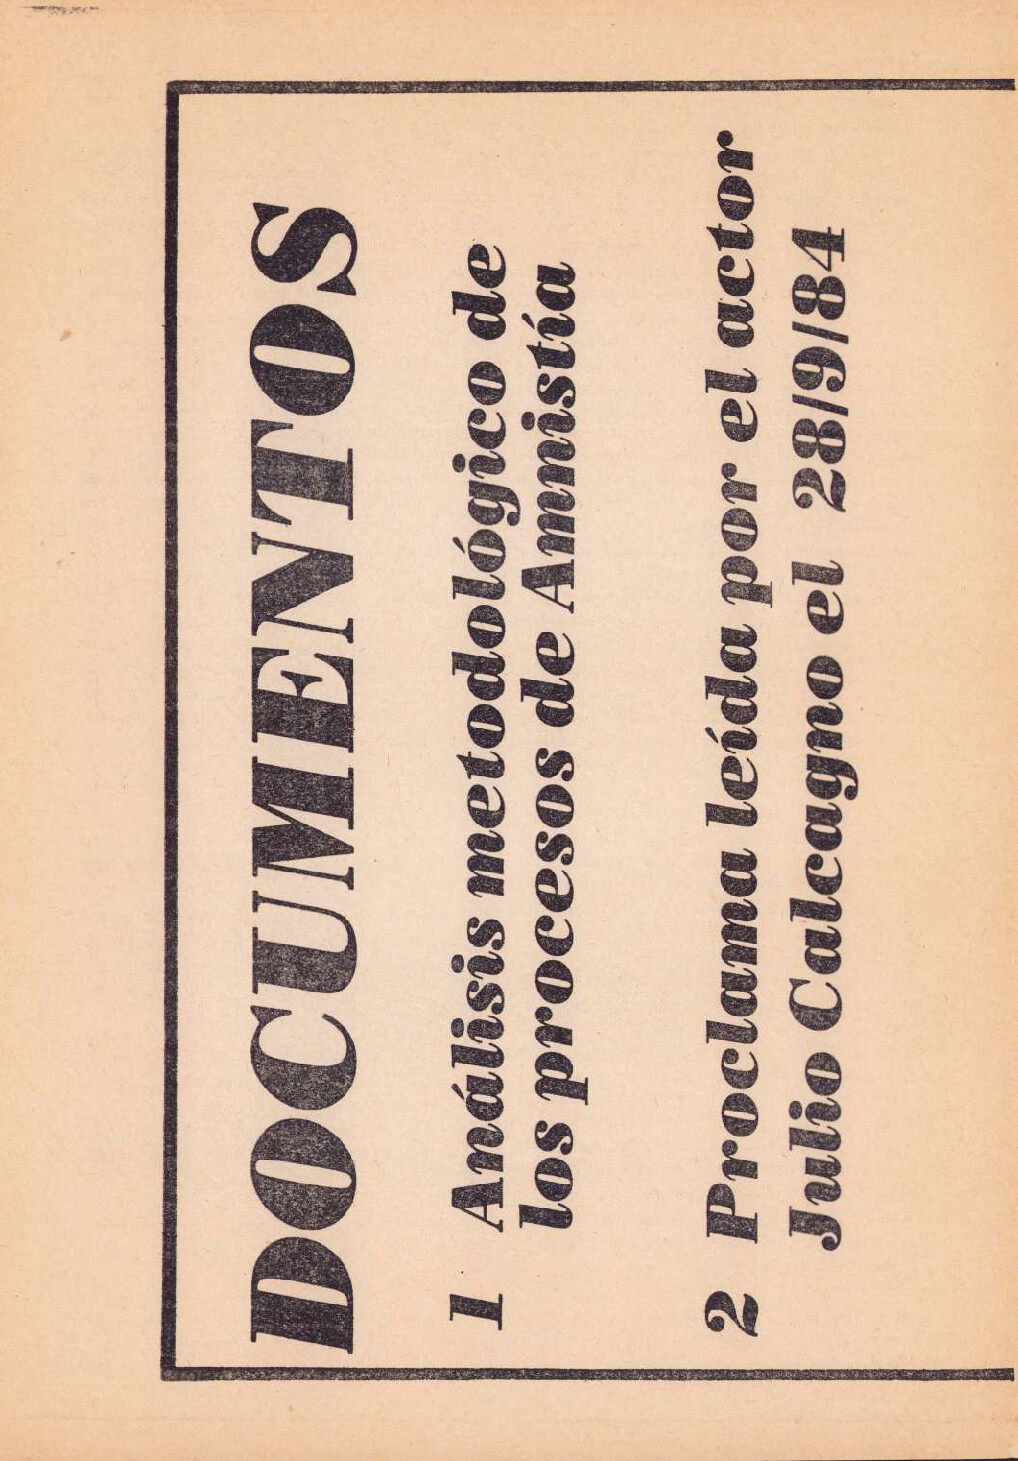 DOCUMENTOS
1 Análisis metodológico de
los procesos de Amnistía
2 Proclama leída por el actor
Julio Calcagno el 28/9/84